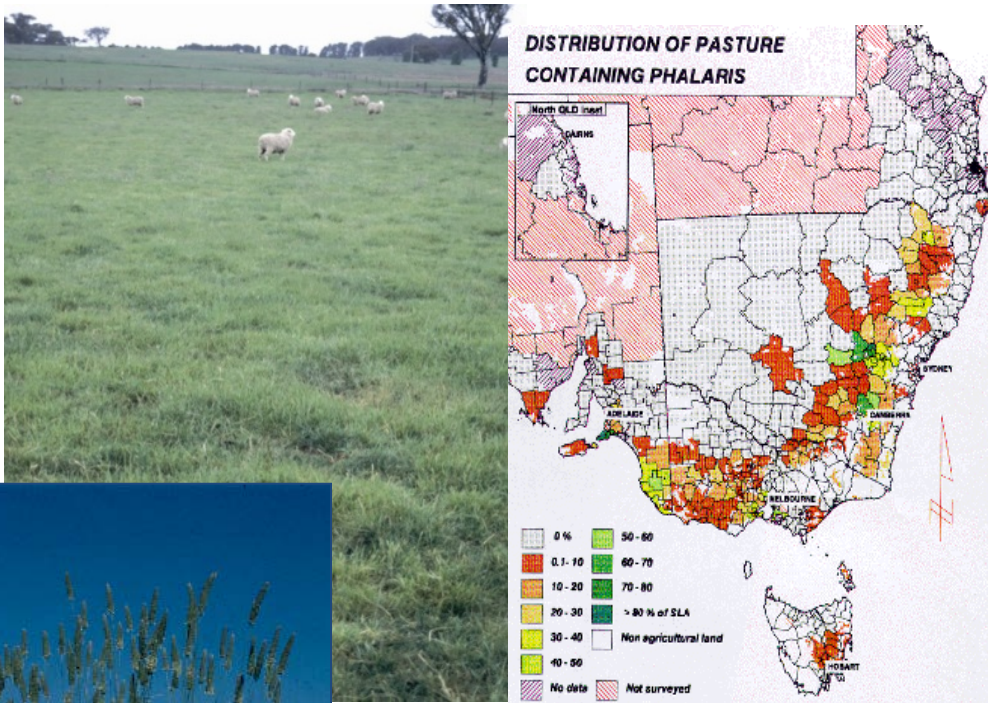 DISTRIBUTION OF PASTURE
CONTAINING PHALARIS
North QLD inset
CAIRNS
SYDNEY
ADELAIDE
CANBERRA
MELBOURNE
0 %
0.1- 10
10 - 20
20 - 30
30 - 40
40 - 50
50 - 60
60 - 70
70 - 80
> 80 % of SLA
Non agricultural land
No data
Not surveyed
HOBART